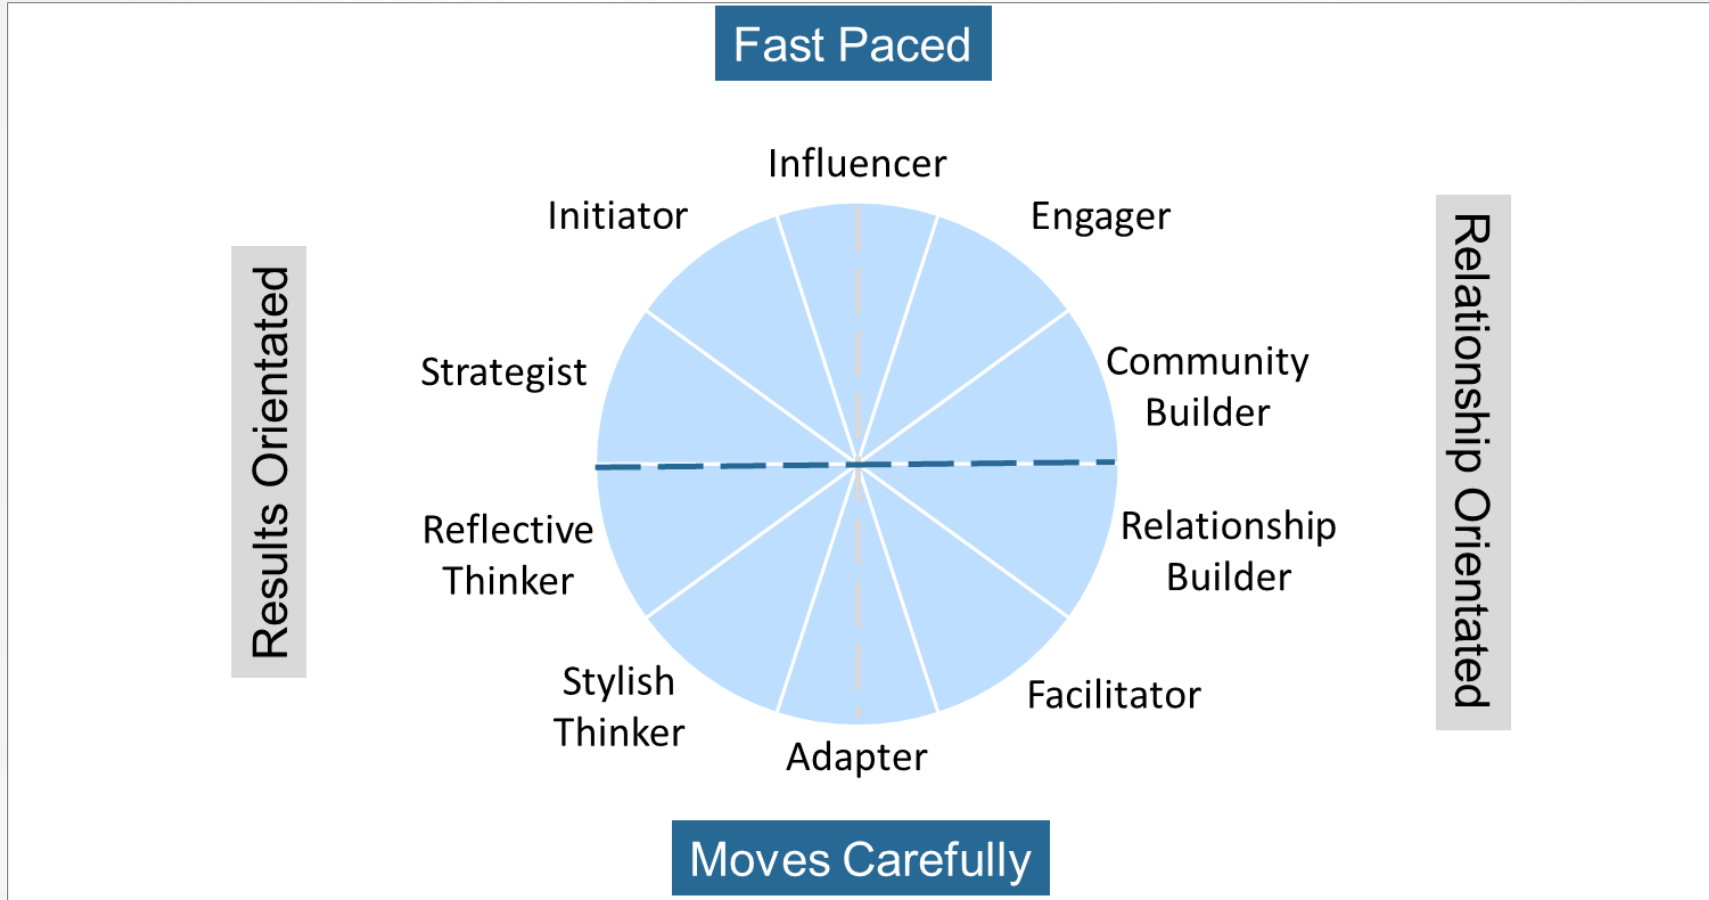 Fast Paced
Influencer
Initiator
Engager
Results Orientated
Relationship Orientated
Strategist
Community
Builder
Reflective
Thinker
Relationship
Builder
Stylish
Thinker
Facilitator
Adapter
Moves Carefully